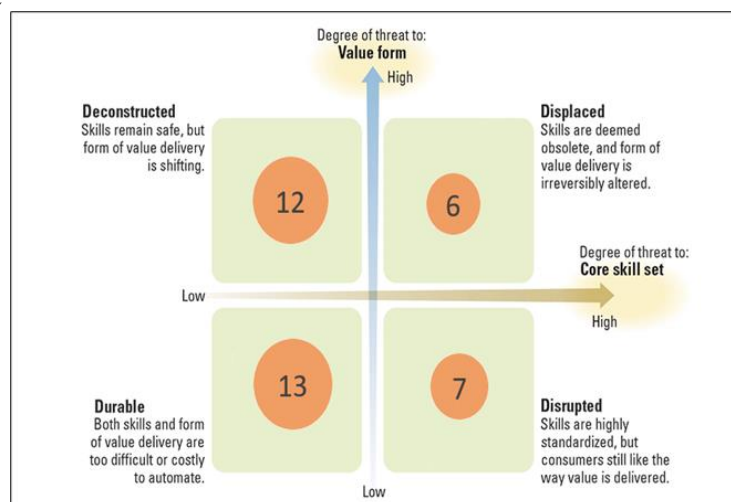 Degree of threat to:
Value form
High
Deconstructed
Skills remain safe, but
form of value delivery
is shifting.
12
Displaced
Skills are deemed
obsolete, and form of
value delivery is
irreversibly altered.
6
Degree of threat to:
Core skill set
Low
High
Durable
Both skills and form
of value delivery are
too difficult or costly
to automate.
13
7
Disrupted
Skills are highly
standardized, but
consumers still like the
way value is delivered.
Low